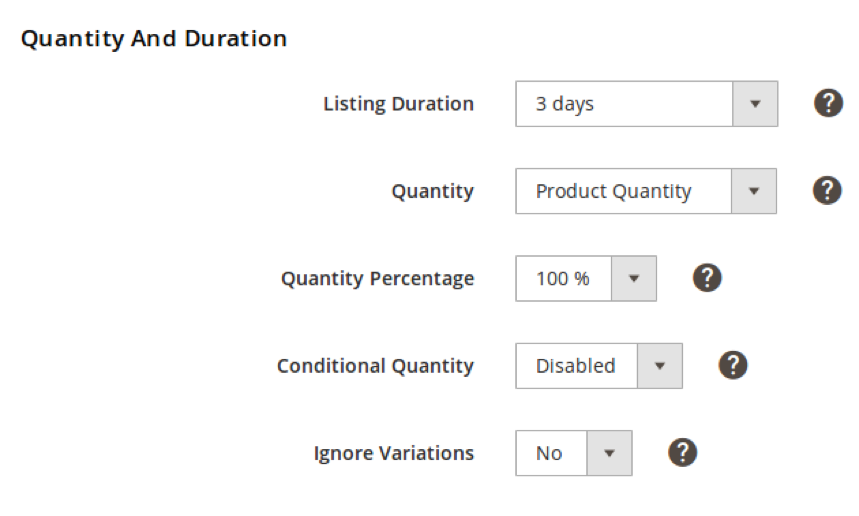 Quantity And Duration
Listing Duration 3 days ?
Quantity Product Quantity ?
Quantity Percentage 100 % ?
Conditional Quantity Disabled ?
Ignore Variations No ?